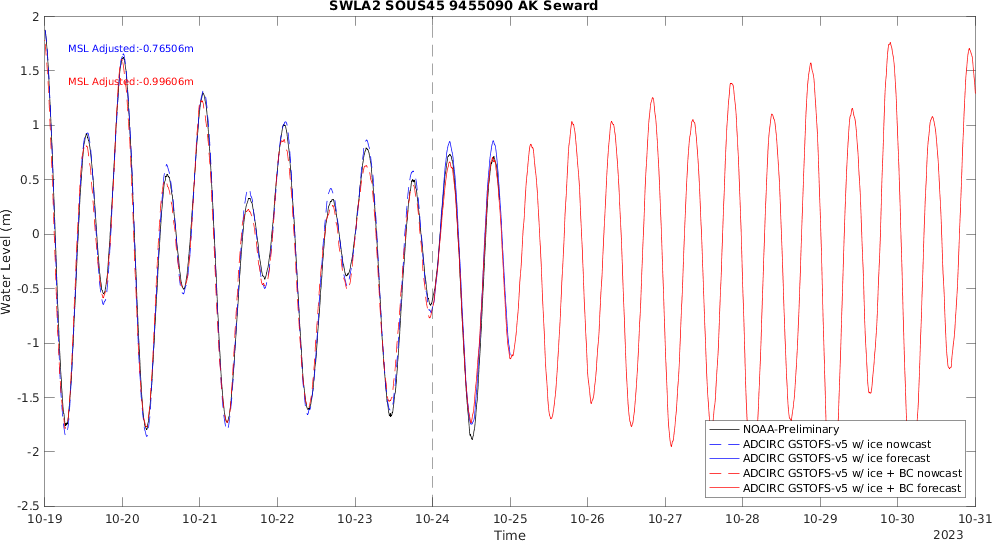 SWLA2 SOUS45 9455090 AK Seward
MSL Adjusted:-0.76506m
MSL Adjusted:-0.99606m
2
1.5
1
0.5
0
-0.5
-1
-1.5
-2
-2.5
Water Level (m)
NOAA-Preliminary
ADCIRC GSTOFS-v5 w/ ice nowcast
ADCIRC GSTOFS-v5 w/ ice forecast
ADCIRC GSTOFS-v5 w/ ice + BC nowcast
ADCIRC GSTOFS-v5 w/ ice + BC forecast
10-19 10-20 10-21 10-22 10-23 10-24 10-25 10-26 10-27 10-28 10-29 10-30 10-31
Time
2023